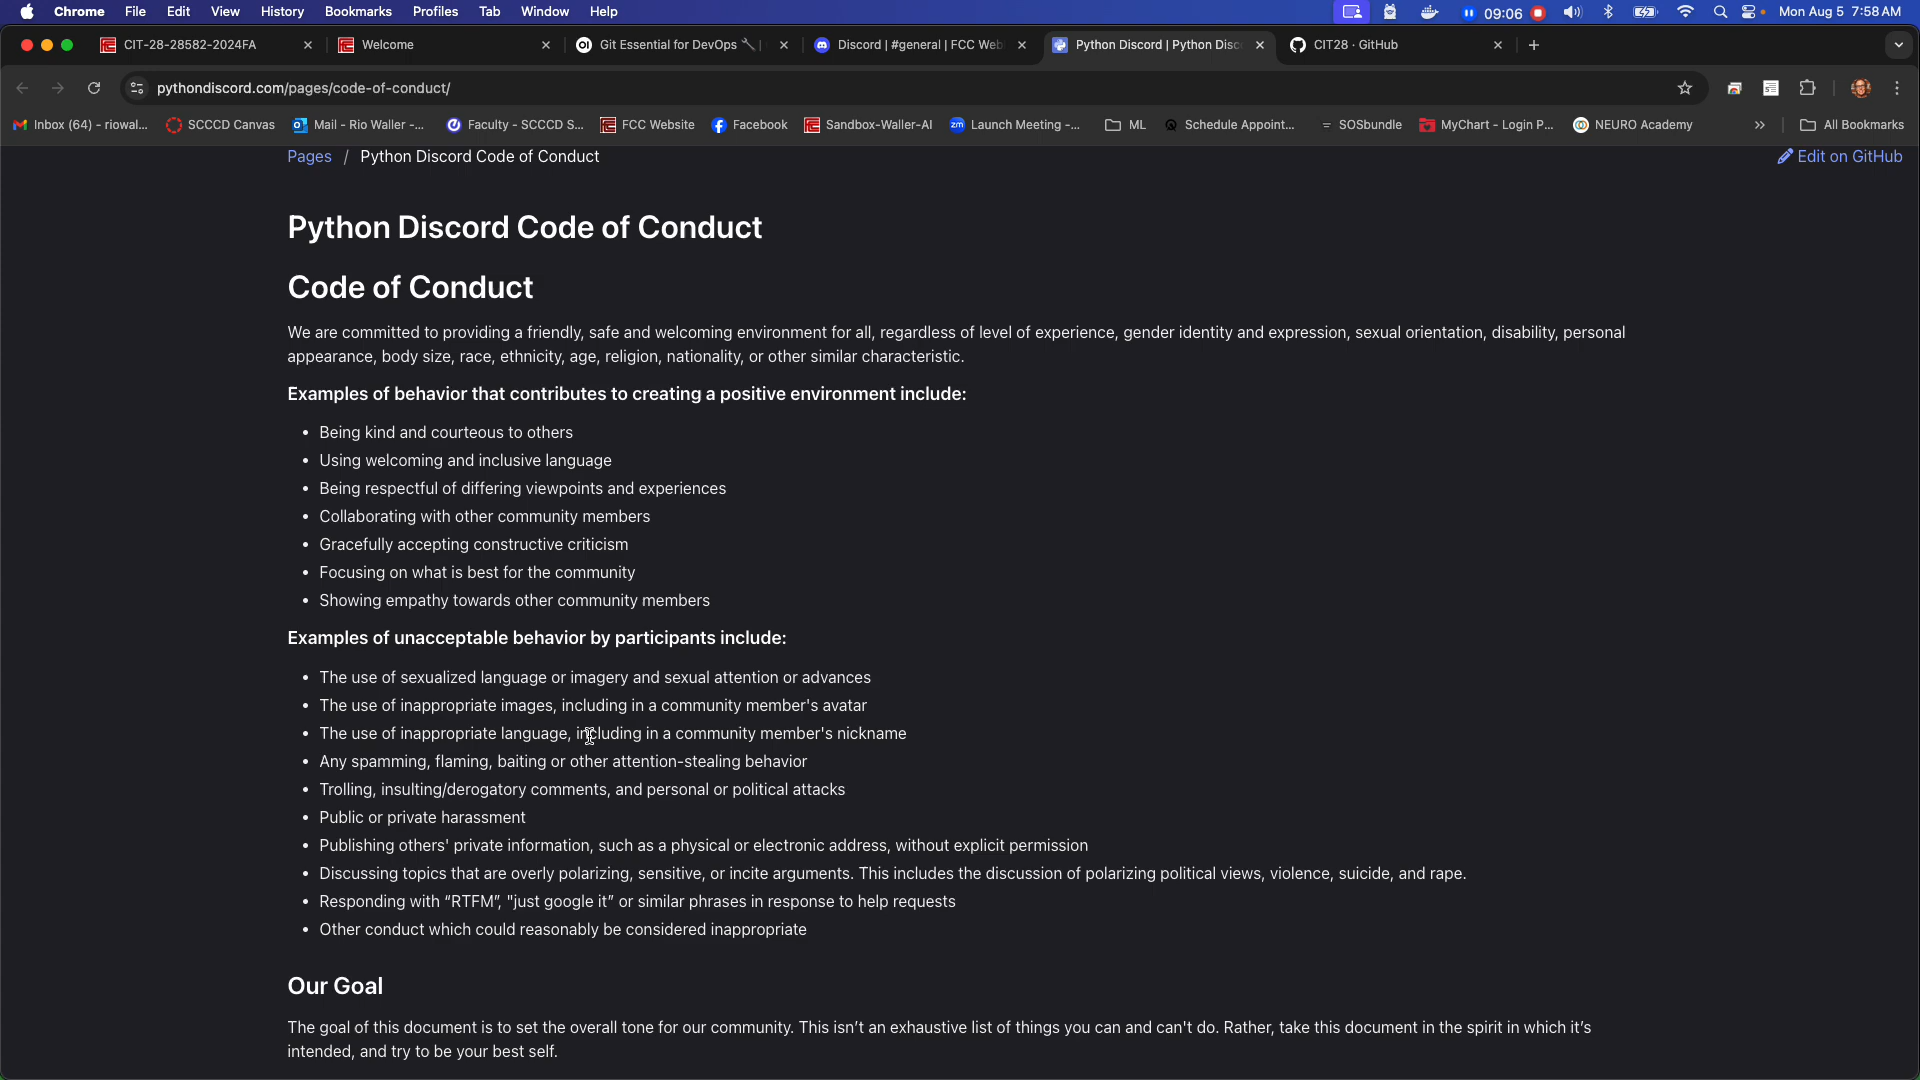 Chrome File Edit View History Bookmarks Profiles Tab Window Help 09:06 Mon Aug 5 7:58 AM
CIT-28-28582-2024FA Welcome Git Essential for DevOps Discord | #general | FCC Web Python Discord | Python Disc CIT28 · GitHub
pythondiscord.com/pages/code-of-conduct/
Inbox (64) - riowal... SCCCD Canvas Mail - Rio Waller -... Faculty - SCCCD S... FCC Website Facebook Sandbox-Waller-AI Launch Meeting -... ML Schedule Appoint... SOSbundle MyChart - Login P... NEURO Academy » All Bookmarks
Pages / Python Discord Code of Conduct Edit on GitHub
Python Discord Code of Conduct
Code of Conduct
We are committed to providing a friendly, safe and welcoming environment for all, regardless of level of experience, gender identity and expression, sexual orientation, disability, personal
appearance, body size, race, ethnicity, age, religion, nationality, or other similar characteristic.
Examples of behavior that contributes to creating a positive environment include:
• Being kind and courteous to others
• Using welcoming and inclusive language
• Being respectful of differing viewpoints and experiences
• Collaborating with other community members
• Gracefully accepting constructive criticism
• Focusing on what is best for the community
• Showing empathy towards other community members
Examples of unacceptable behavior by participants include:
• The use of sexualized language or imagery and sexual attention or advances
• The use of inappropriate images, including in a community member's avatar
• The use of inappropriate language, including in a community member's nickname
• Any spamming, flaming, baiting or other attention-stealing behavior
• Trolling, insulting/derogatory comments, and personal or political attacks
• Public or private harassment
• Publishing others' private information, such as a physical or electronic address, without explicit permission
• Discussing topics that are overly polarizing, sensitive, or incite arguments. This includes the discussion of polarizing political views, violence, suicide, and rape.
• Responding with “RTFM”, "just google it” or similar phrases in response to help requests
• Other conduct which could reasonably be considered inappropriate
Our Goal
The goal of this document is to set the overall tone for our community. This isn’t an exhaustive list of things you can and can't do. Rather, take this document in the spirit in which it’s
intended, and try to be your best self.